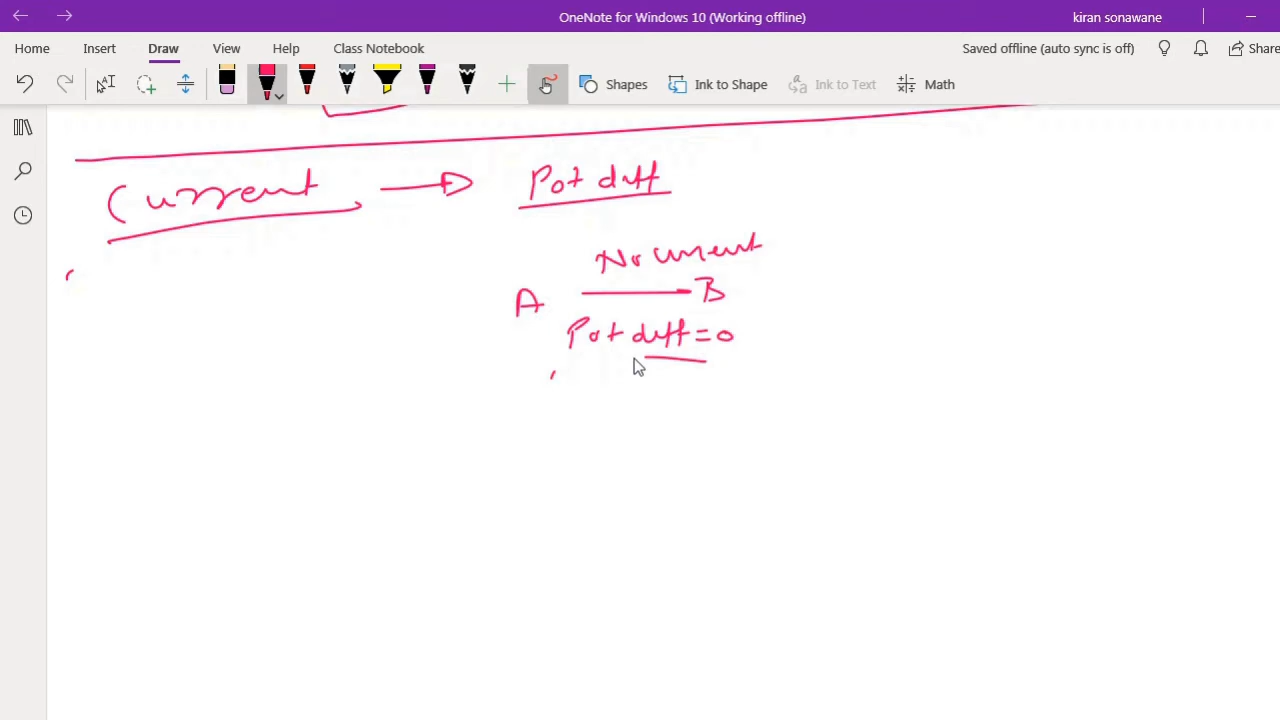 OneNote for Windows 10 (Working offline)
kiran sonawane
Home Insert Draw View Help Class Notebook
Saved offline (auto sync is off)
Share
Shapes
Ink to Shape
Ink to Text
Math
Current → Pot diff
No current
A → B
Pot diff = 0